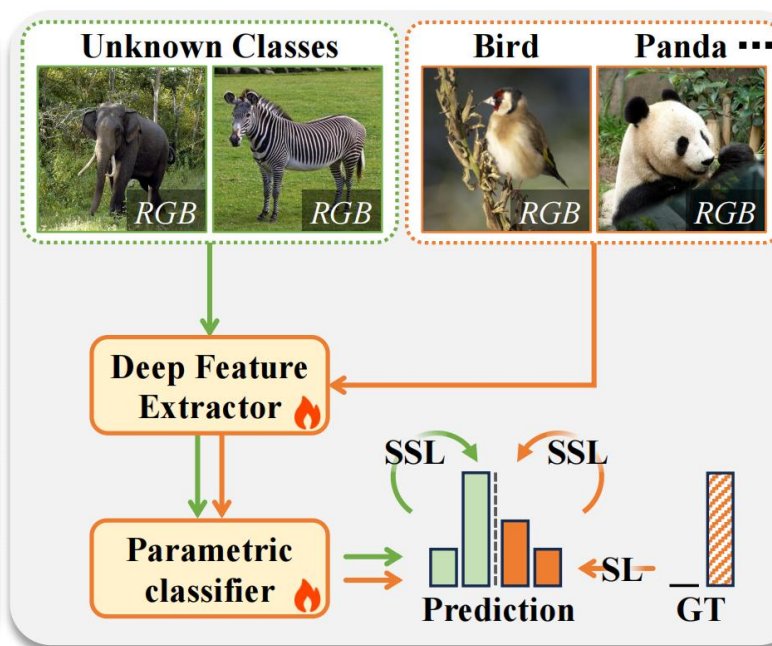 Unknown Classes
Bird
Panda ...
RGB
RGB
RGB
RGB
Deep Feature
Extractor
SSL
SSL
Parametric
classifier
SL
Prediction
GT